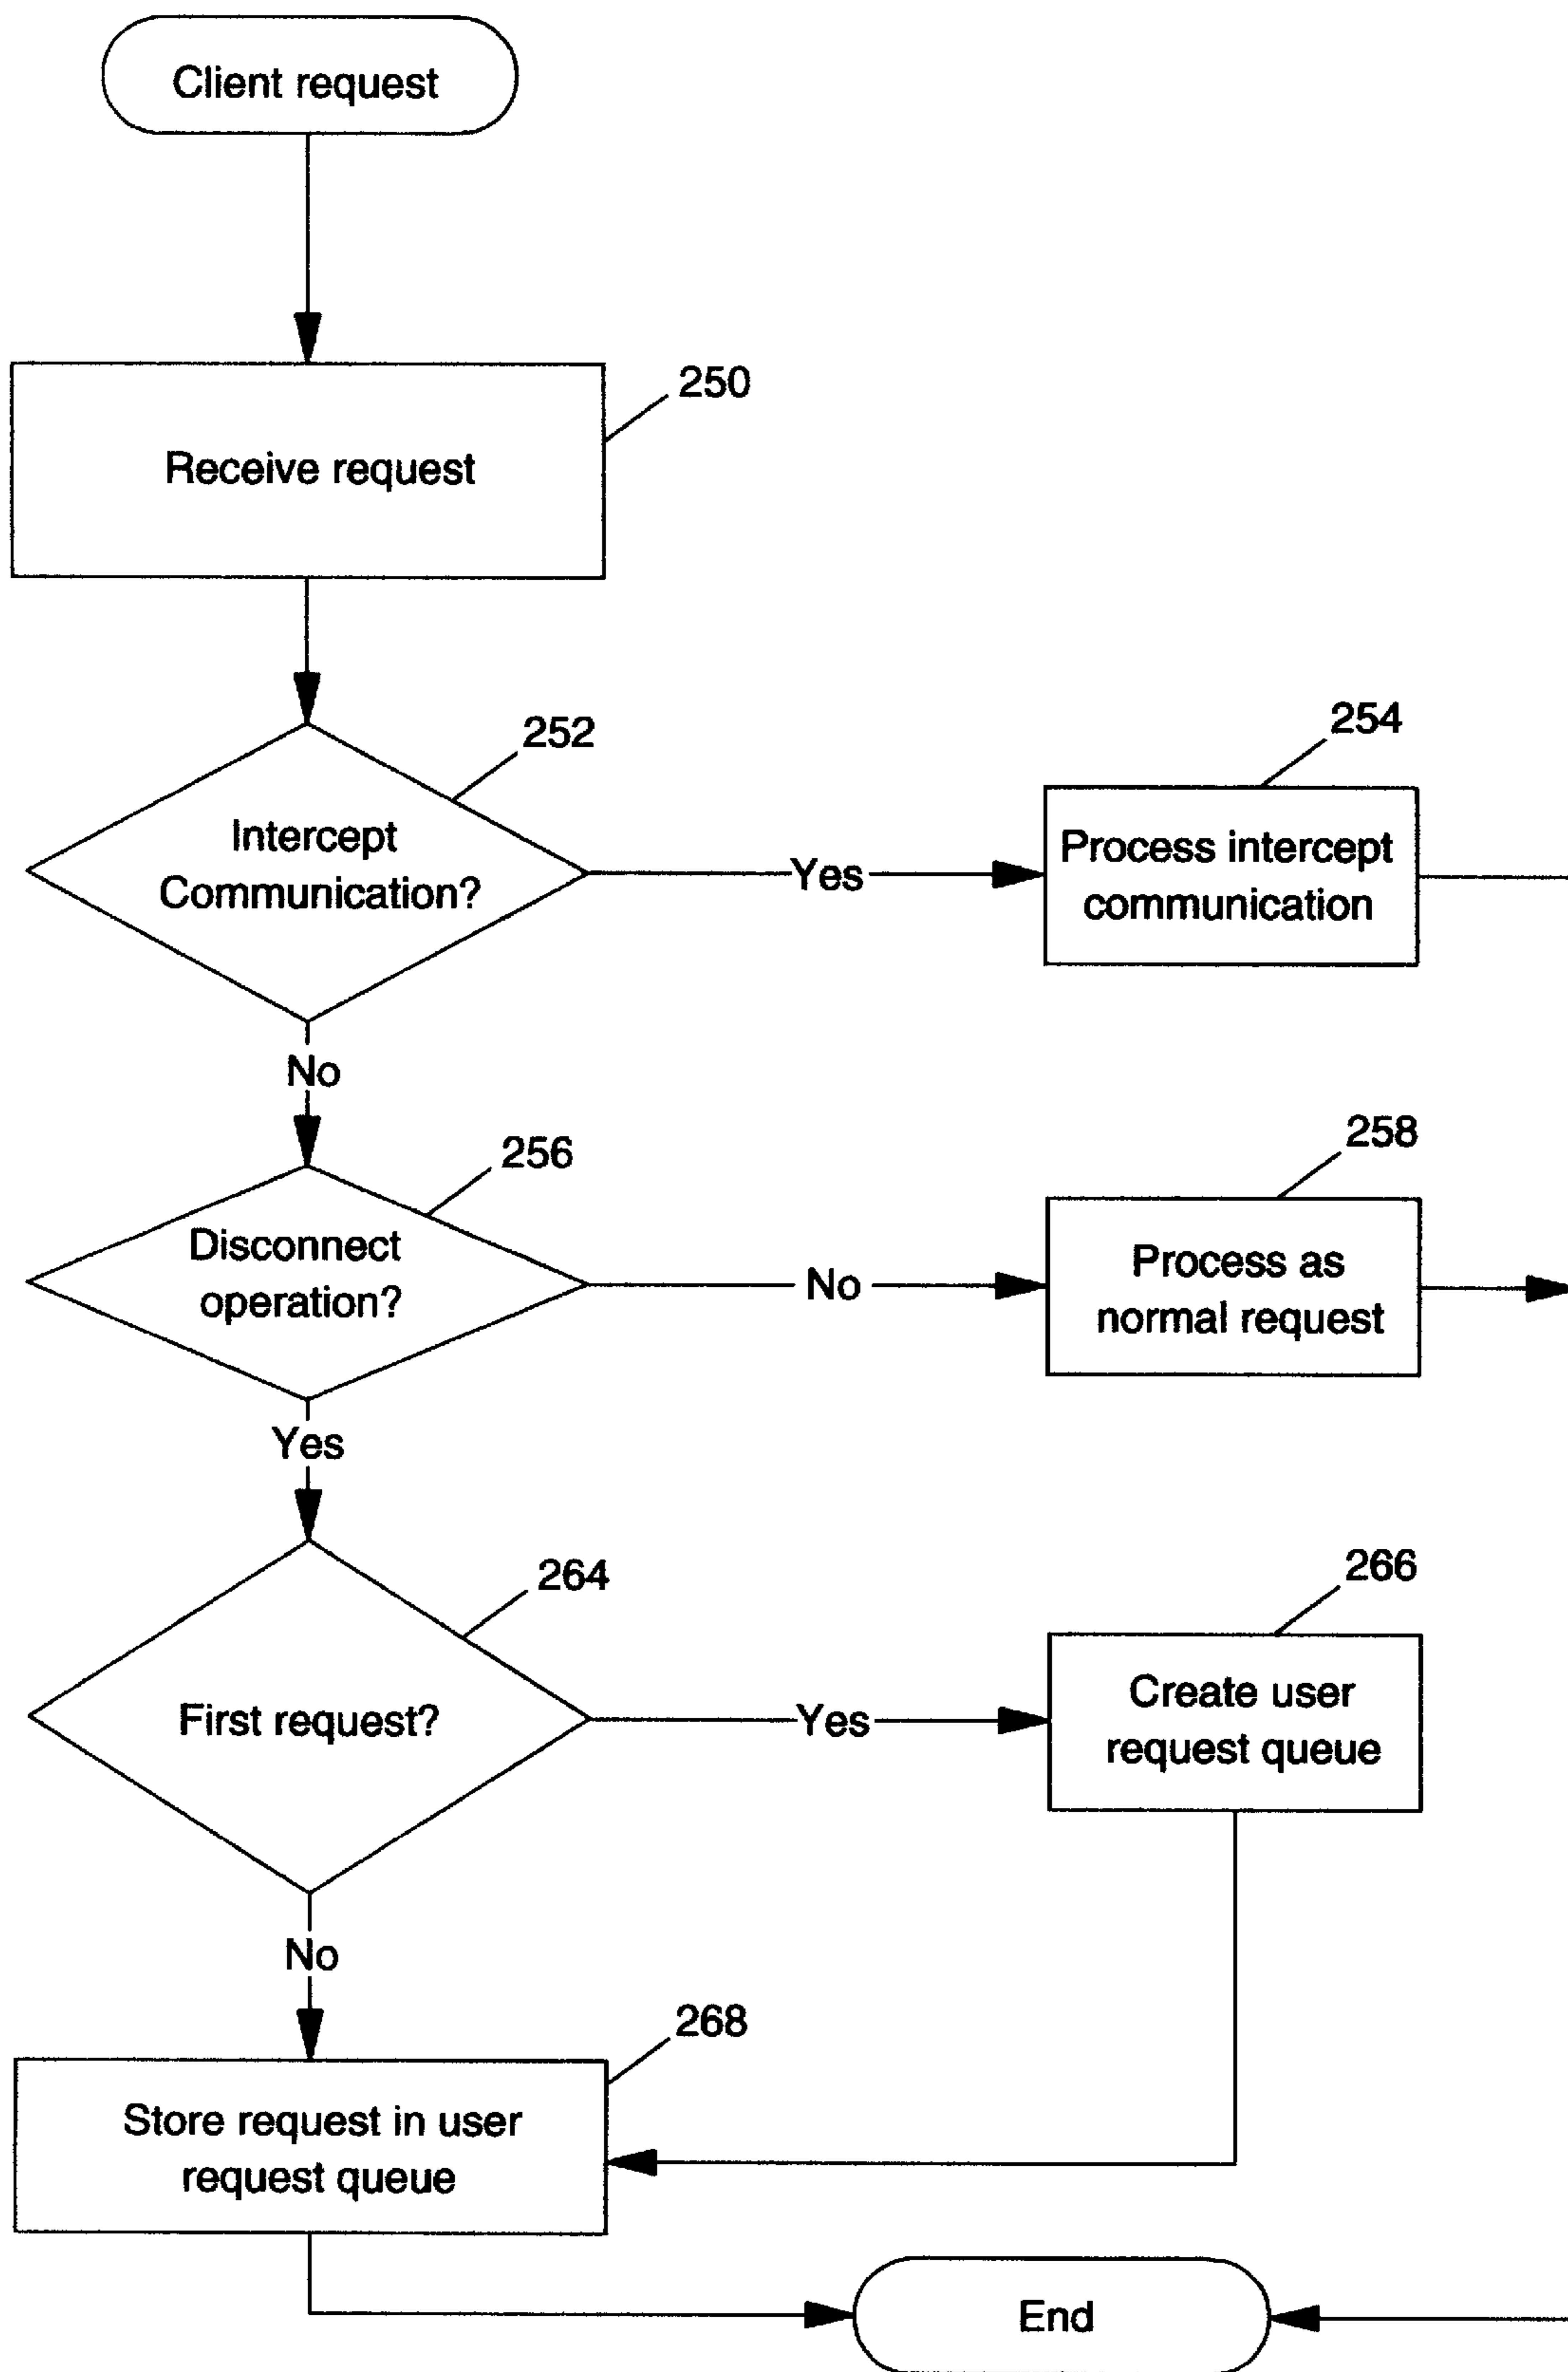 Client request
250
Receive request
252
Intercept
Communication?
Yes
254
Process intercept
communication
No
256
Disconnect
operation?
No
258
Process as
normal request
Yes
264
First request?
Yes
266
Create user
request queue
No
268
Store request in user
request queue
End